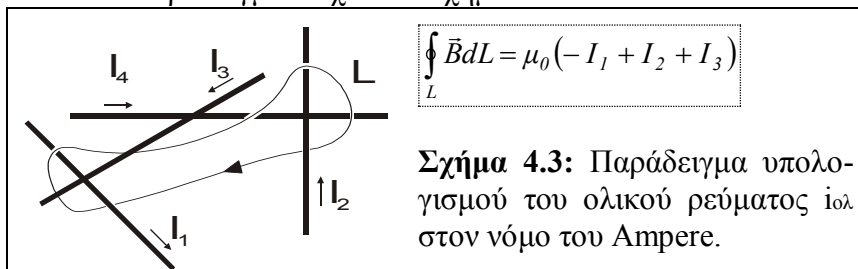 I₄
I₃
L
I₂
I₁
∮ B⃗dL = μ₀(−I₁ + I₂ + I₃)
L
Σχήμα 4.3: Παράδειγμα υπολο-
γισμού του ολικού ρεύματος iολ
στον νόμο του Ampere.